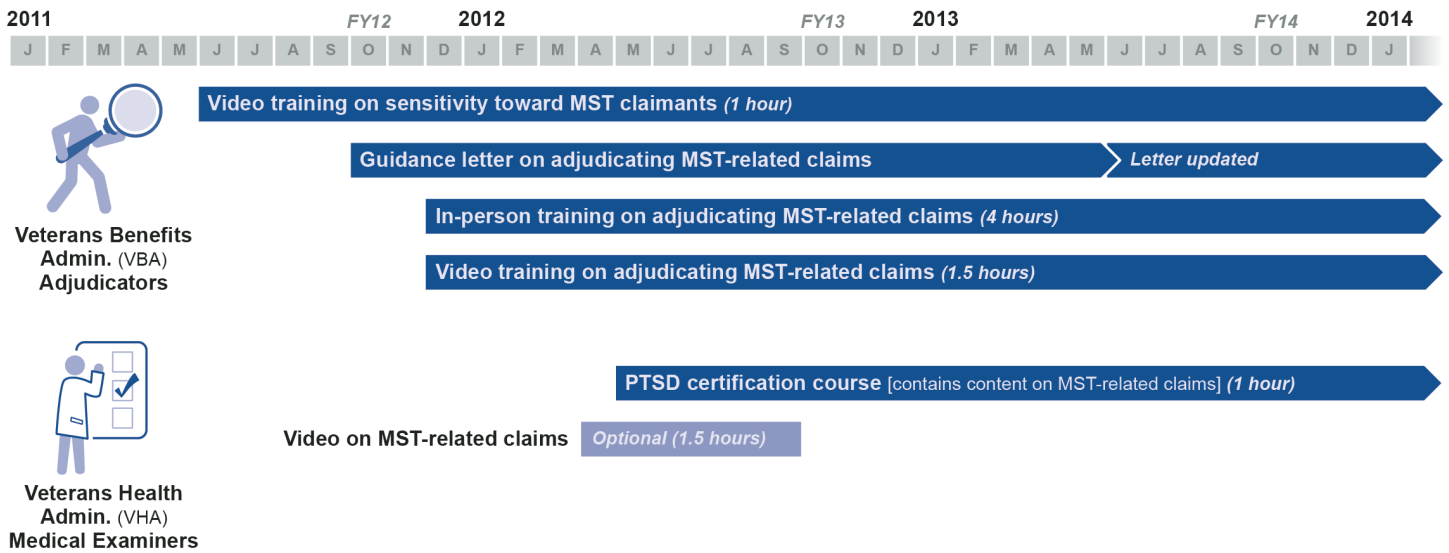 2011 FY12 2012 FY13 2013 FY14 2014
J F M A M J J A S O N D J F M A M J J A S O N D J F M A M J J A S O N D J
Video training on sensitivity toward MST claimants (1 hour)
Guidance letter on adjudicating MST-related claims Letter updated
In-person training on adjudicating MST-related claims (4 hours)
Video training on adjudicating MST-related claims (1.5 hours)
Veterans Benefits
Admin. (VBA)
Adjudicators
PTSD certification course [contains content on MST-related claims] (1 hour)
Video on MST-related claims Optional (1.5 hours)
Veterans Health
Admin. (VHA)
Medical Examiners